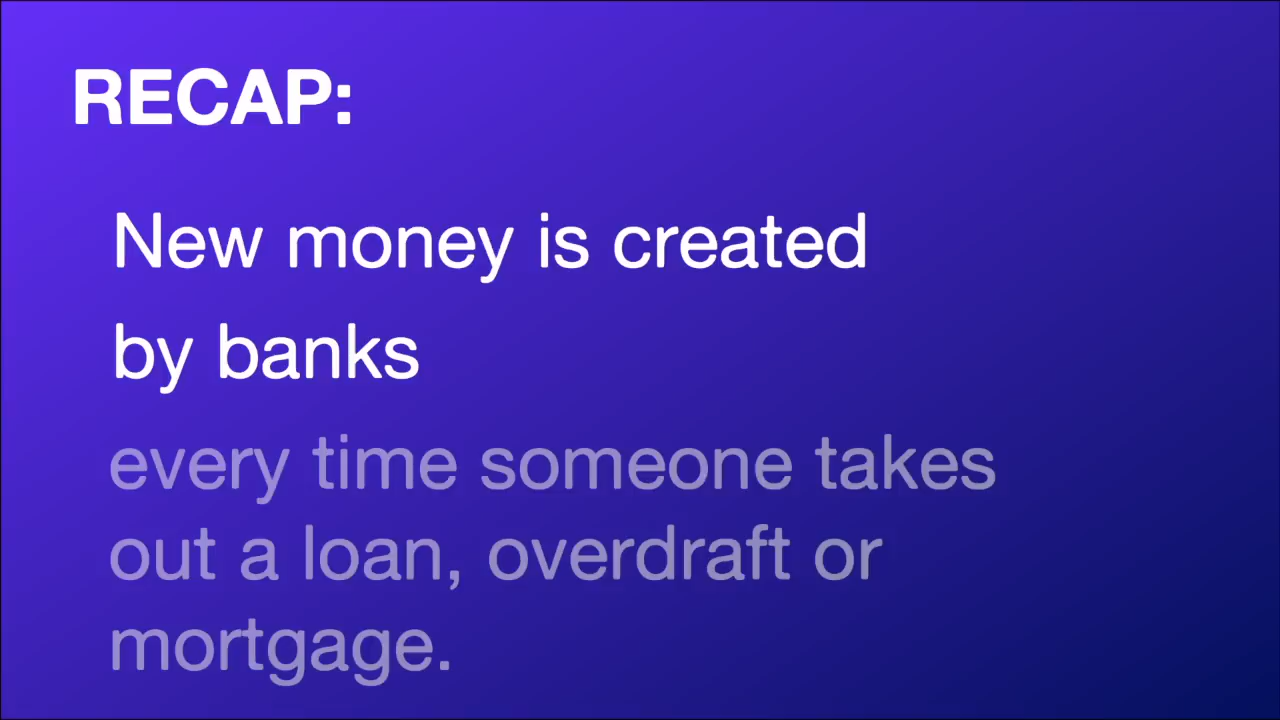 RECAP:
New money is created
by banks
every time someone takes
out a loan, overdraft or
mortgage.